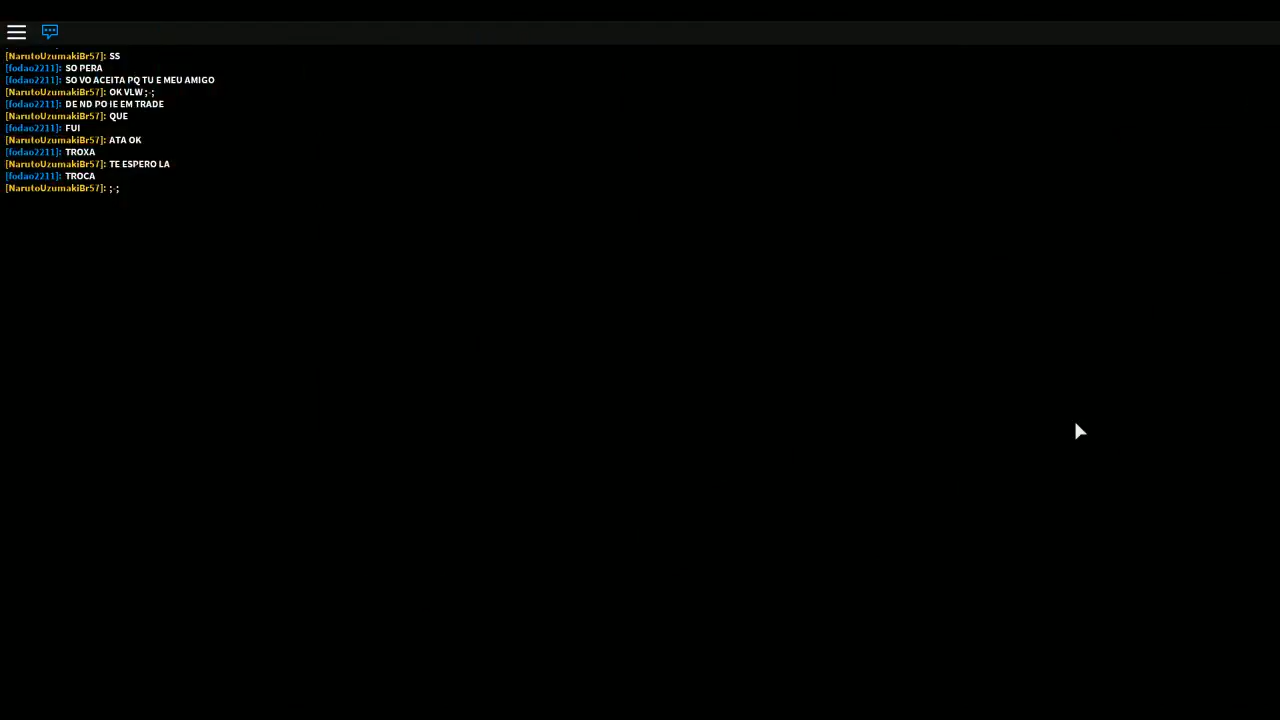 [NarutoUzumakiBr57]: SS
[fodao2211]: SO PERA
[fodao2211]: SO VO ACEITA PQ TU E MEU AMIGO
[NarutoUzumakiBr57]: OK VLW ;-;
[fodao2211]: DE ND PO IE EM TRADE
[NarutoUzumakiBr57]: QUE
[fodao2211]: FUI
[NarutoUzumakiBr57]: ATA OK
[fodao2211]: TROXA
[NarutoUzumakiBr57]: TE ESPERO LA
[fodao2211]: TROCA
[NarutoUzumakiBr57]: ;-;